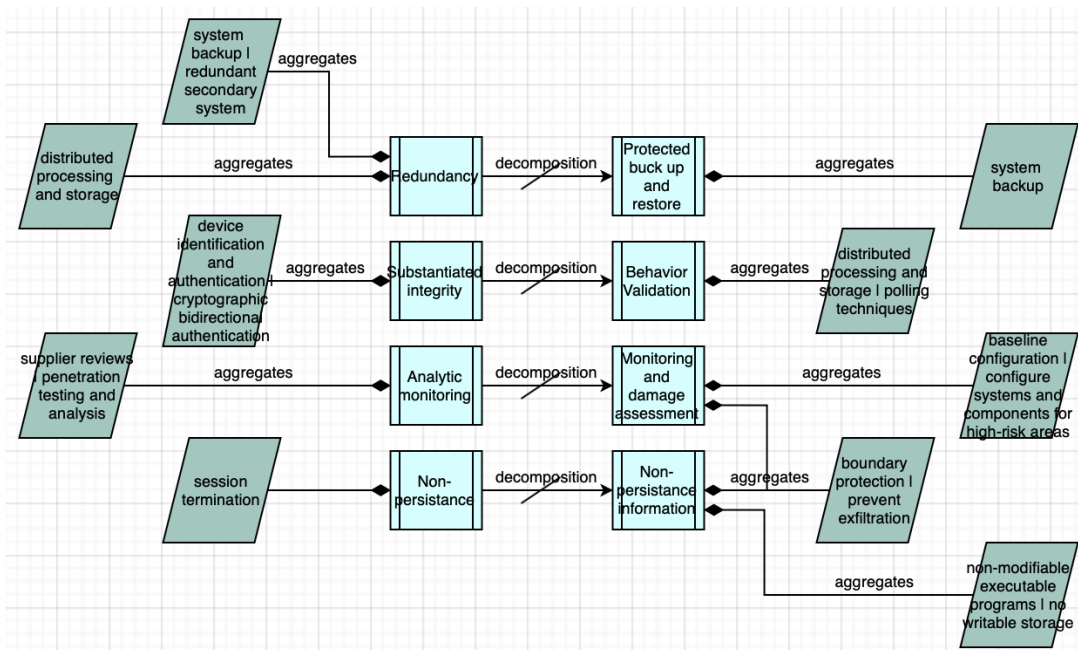 system
backup |
redundant
secondary
system
aggregates
distributed
processing
and storage
aggregates
Redundancy
decomposition
Protected
buck up
and
restore
aggregates
system
backup
device
identification
and
authentication |
cryptographic
bidirectional
authentication
aggregates
Substantiated
integrity
decomposition
Behavior
Validation
aggregates
distributed
processing and
storage | polling
techniques
supplier reviews
| penetration
testing and
analysis
aggregates
Analytic
monitoring
decomposition
Monitoring
and
damage
assessment
aggregates
baseline
configuration |
configure
systems and
components for
high-risk areas
session
termination
Non-
persistance
decomposition
Non-
persistance
information
aggregates
boundary
protection |
prevent
exfiltration
aggregates
non-modifiable
executable
programs | no
writable storage